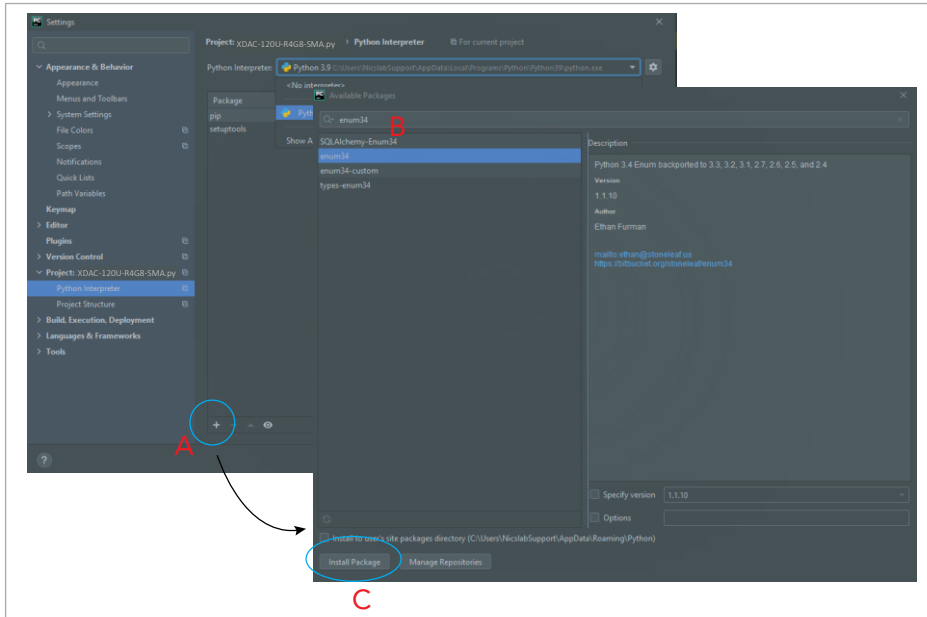 Settings
Project: XDAC-120U-R4G8-SMA.py › Python Interpreter For current project
Appearance & Behavior
Appearance
Menus and Toolbars
System Settings
File Colors
Scopes
Notifications
Quick Lists
Path Variables
Keymap
Editor
Plugins
Version Control
Project: XDAC-120U-R4G8-SMA.py
Python Interpreter
Project Structure
Build, Execution, Deployment
Languages & Frameworks
Tools
Python Interpreter: Python 3.9 C:\Users\NicslabSupport\AppData\Local\Programs\Python\Python39\python.exe
<No interpreter>
Package
Pyth
pip
setuptools
Show A
A
?
Available Packages
enum34
B
SQLAlchemy-Enum34
enum34
enum34-custom
types-enum34
Description
Python 3.4 Enum backported to 3.3, 3.2, 3.1, 2.7, 2.6, 2.5, and 2.4
Version
1.1.10
Author
Ethan Furman
mailto:ethan@stoneleaf.us
https://bitbucket.org/stoneleaf/enum34
Specify version 1.1.10
Options
Install to user's site packages directory (C:\Users\NicslabSupport\AppData\Roaming\Python)
Install Package Manage Repositories
C